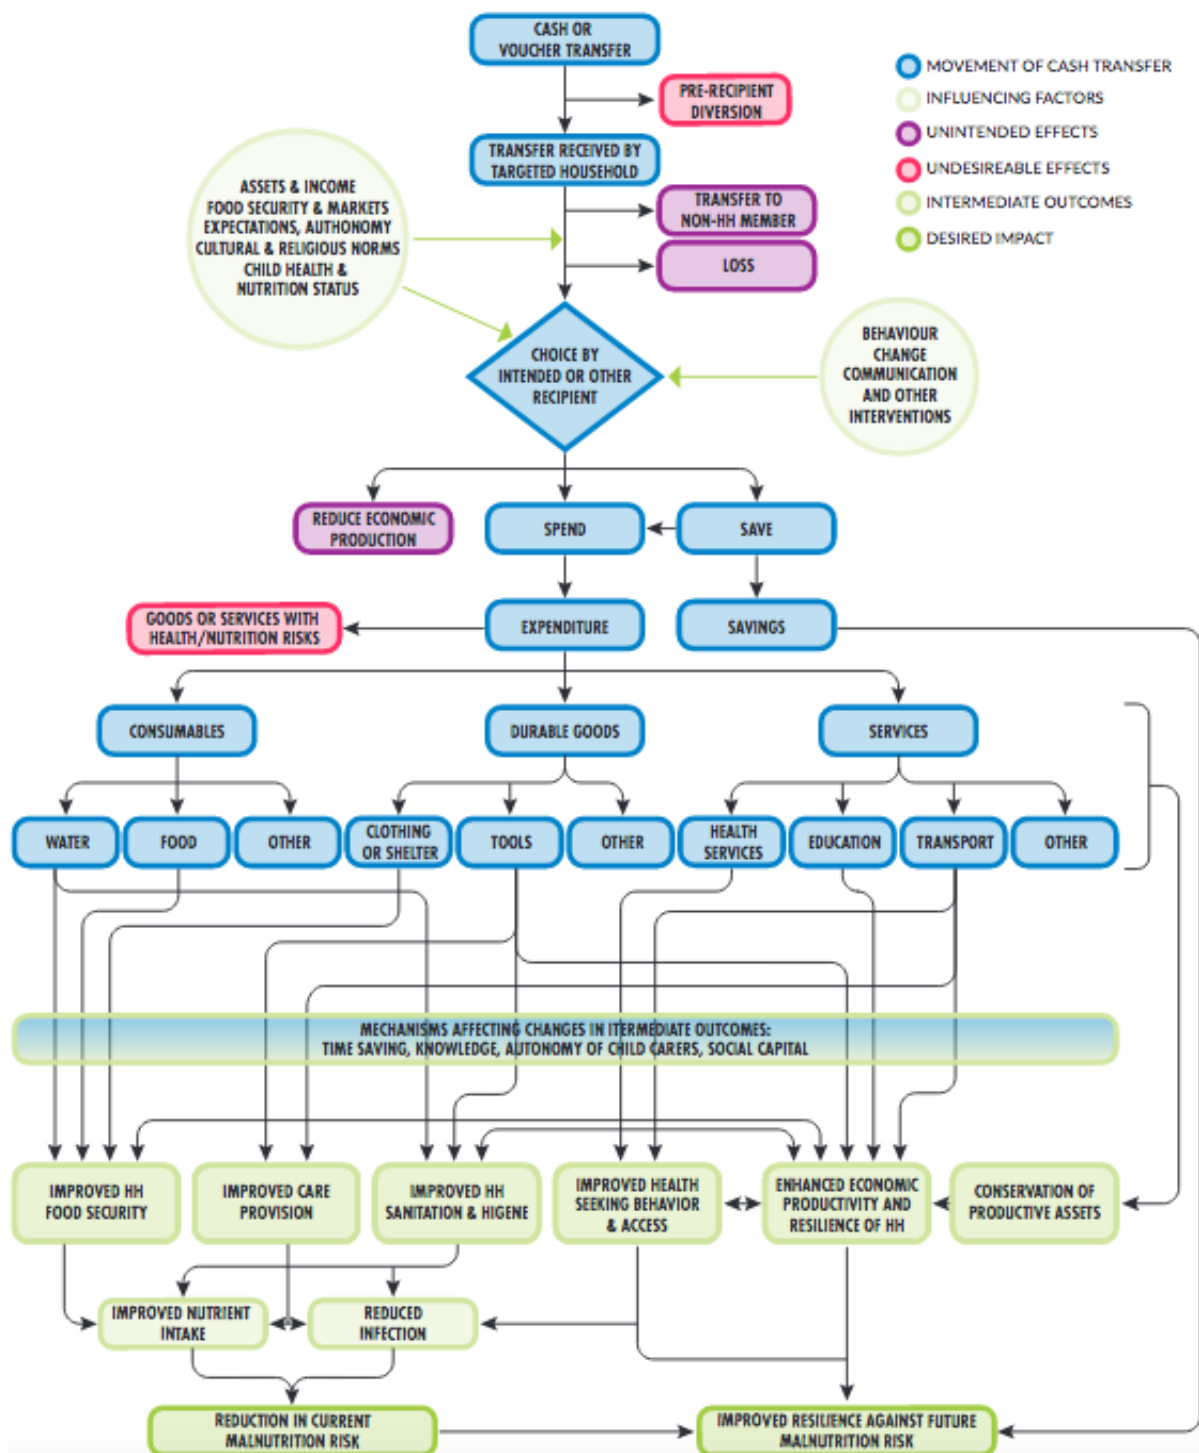 CASH OR
VOUCHER TRANSFER
MOVEMENT OF CASH TRANSFER
INFLUENCING FACTORS
UNINTENDED EFFECTS
UNDESIREABLE EFFECTS
INTERMEDIATE OUTCOMES
DESIRED IMPACT
PRE-RECIPIENT
DIVERSION
TRANSFER RECEIVED BY
TARGETED HOUSEHOLD
ASSETS & INCOME
FOOD SECURITY & MARKETS
EXPECTATIONS, AUTHONOMY
CULTURAL & RELIGIOUS NORMS
CHILD HEALTH &
NUTRITION STATUS
TRANSFER TO
NON-HH MEMBER
LOSS
CHOICE BY
INTENDED OR OTHER
RECIPIENT
BEHAVIOUR
CHANGE
COMMUNICATION
AND OTHER
INTERVENTIONS
REDUCE ECONOMIC
PRODUCTION
SPEND
SAVE
GOODS OR SERVICES WITH
HEALTH/NUTRITION RISKS
EXPENDITURE
SAVINGS
CONSUMABLES
DURABLE GOODS
SERVICES
WATER
FOOD
OTHER
CLOTHING
OR SHELTER
TOOLS
OTHER
HEALTH
SERVICES
EDUCATION
TRANSPORT
OTHER
MECHANISMS AFFECTING CHANGES IN ITERMEDIATE OUTCOMES:
TIME SAVING, KNOWLEDGE, AUTONOMY OF CHILD CARERS, SOCIAL CAPITAL
IMPROVED HH
FOOD SECURITY
IMPROVED CARE
PROVISION
IMPROVED HH
SANITATION & HIGENE
IMPROVED HEALTH
SEEKING BEHAVIOR
& ACCESS
ENHANCED ECONOMIC
PRODUCTIVITY AND
RESILIENCE OF HH
CONSERVATION OF
PRODUCTIVE ASSETS
IMPROVED NUTRIENT
INTAKE
REDUCED
INFECTION
REDUCTION IN CURRENT
MALNUTRITION RISK
IMPROVED RESILIENCE AGAINST FUTURE
MALNUTRITION RISK